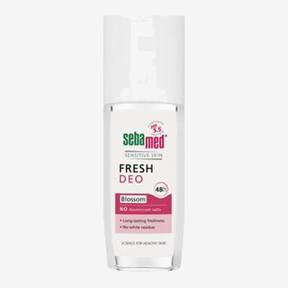 pH
5.5
sebamed
SENSITIVE SKIN
FRESH
DEO
48h
Blossom
NO Aluminium salts
• Long-lasting freshness
• No white residue
SCIENCE FOR HEALTHY SKIN